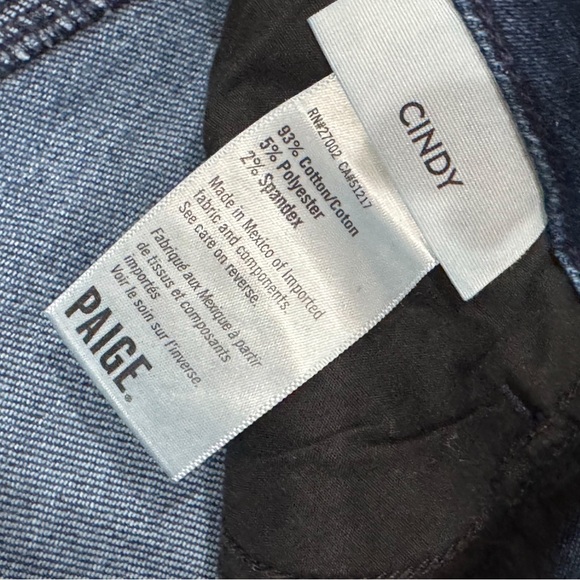 CINDY
RN#27002 CA#51217
93% Cotton/Coton
5% Polyester
2% Spandex
Made in Mexico of Imported
fabric and components.
See care on reverse.
Fabriqué aux Mexique à partir
de tissus et composants
importés
Voir le soin sur l'inverse.
PAIGE®